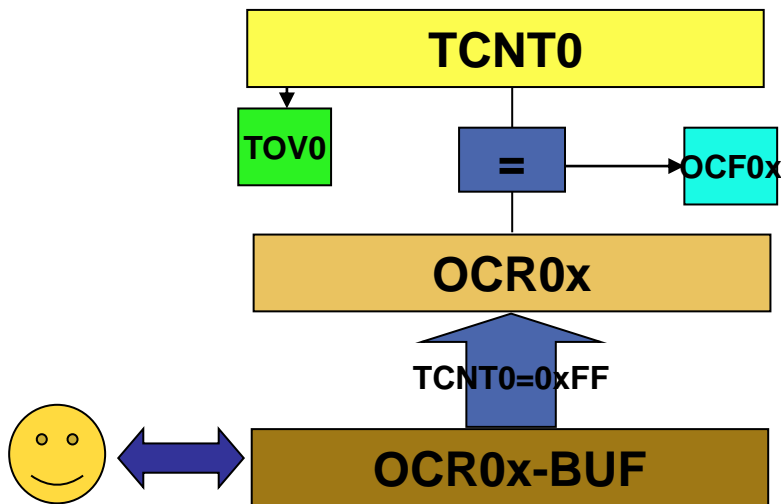 TCNT0
TOV0
=
OCF0x
OCR0x
TCNT0=0xFF
OCR0x-BUF